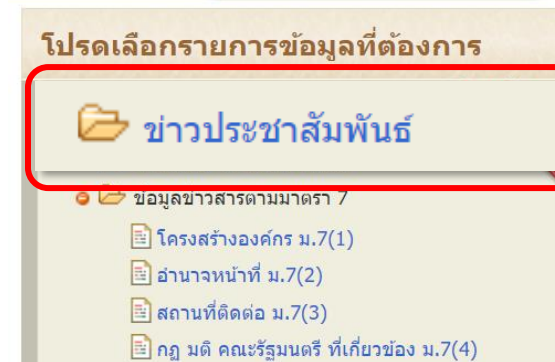 โปรดเลือกรายการข้อมูลที่ต้องการ
ข่าวประชาสัมพันธ์
ข้อมูลข่าวสารตามมาตรา 7
โครงสร้างองค์กร ม.7(1)
อำนาจหน้าที่ ม.7(2)
สถานที่ติดต่อ ม.7(3)
กฎ มติ คณะรัฐมนตรี ที่เกี่ยวข้อง ม.7(4)